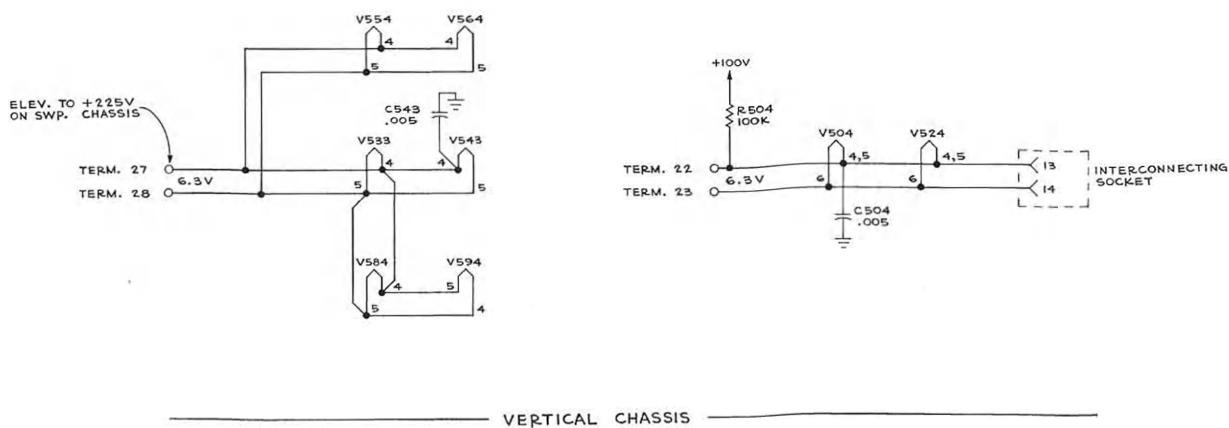 V554
V564
4
4
5
5
ELEV. TO +225V
ON SWP. CHASSIS
C543
.005
V533
V543
TERM. 27
4
4
6.3V
TERM. 28
5
5
V584
V594
4
5
5
4
+100V
R504
100K
V504
V524
TERM. 22
4,5
4,5
13
6.3V
INTERCONNECTING
SOCKET
TERM. 23
6
6
14
C504
.005
VERTICAL CHASSIS